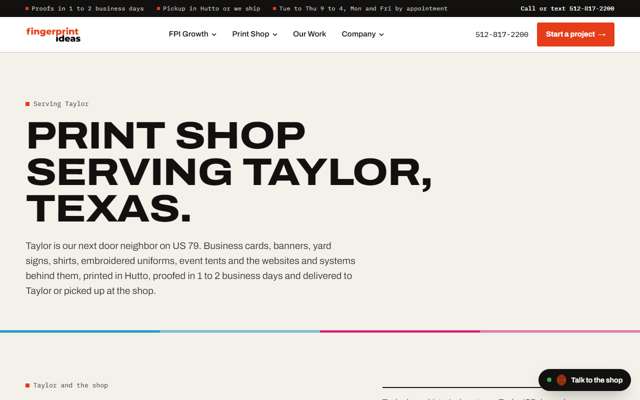 Proofs in 1 to 2 business days
Pickup in Hutto or we ship
Tue to Thu 9 to 4, Mon and Fri by appointment
Call or text 512-817-2200
fingerprint
ideas
FPI Growth
Print Shop
Our Work
Company
512-817-2200
Start a project →
Serving Taylor
PRINT SHOP
SERVING TAYLOR,
TEXAS.
Taylor is our next door neighbor on US 79. Business cards, banners, yard
signs, shirts, embroidered uniforms, event tents and the websites and systems
behind them, printed in Hutto, proofed in 1 to 2 business days and delivered to
Taylor or picked up at the shop.
Taylor and the shop
Talk to the shop